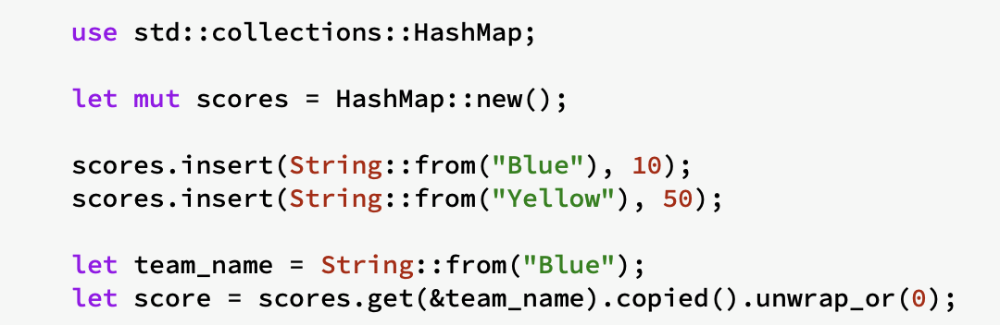 use std::collections::HashMap;
let mut scores = HashMap::new();
scores.insert(String::from("Blue"), 10);
scores.insert(String::from("Yellow"), 50);
let team_name = String::from("Blue");
let score = scores.get(&team_name).copied().unwrap_or(0);